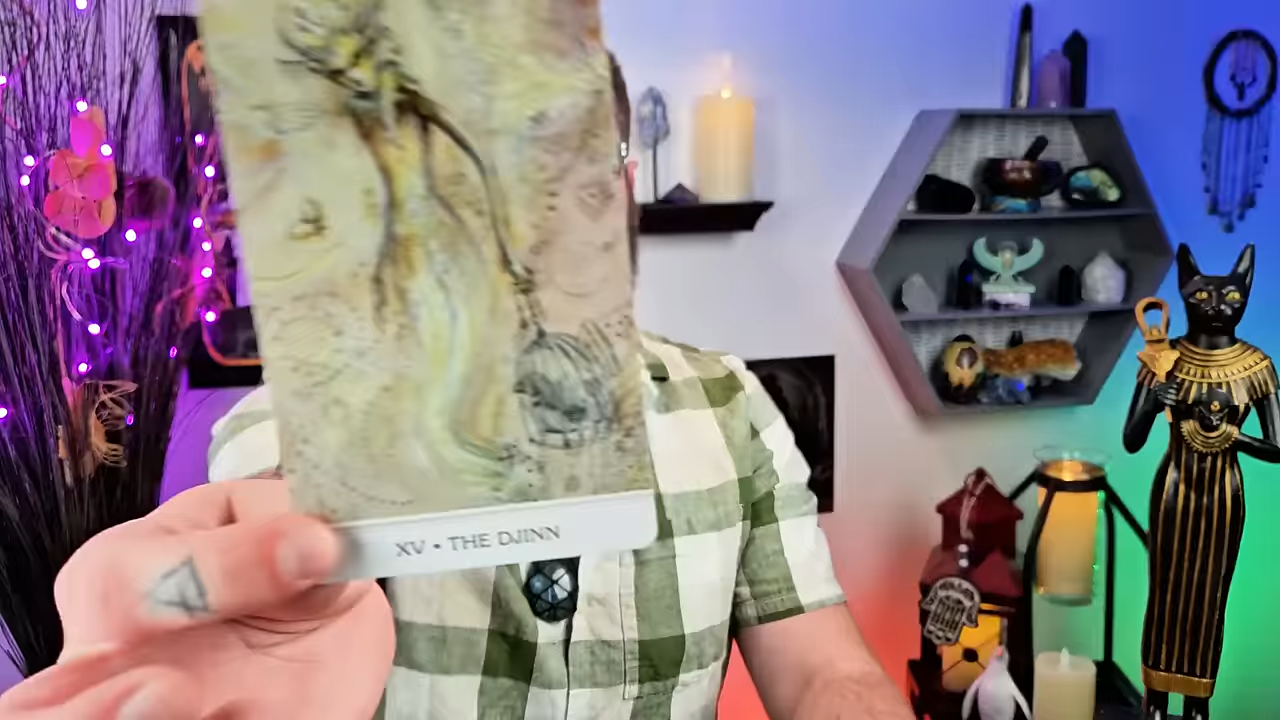 XV • THE DJINN